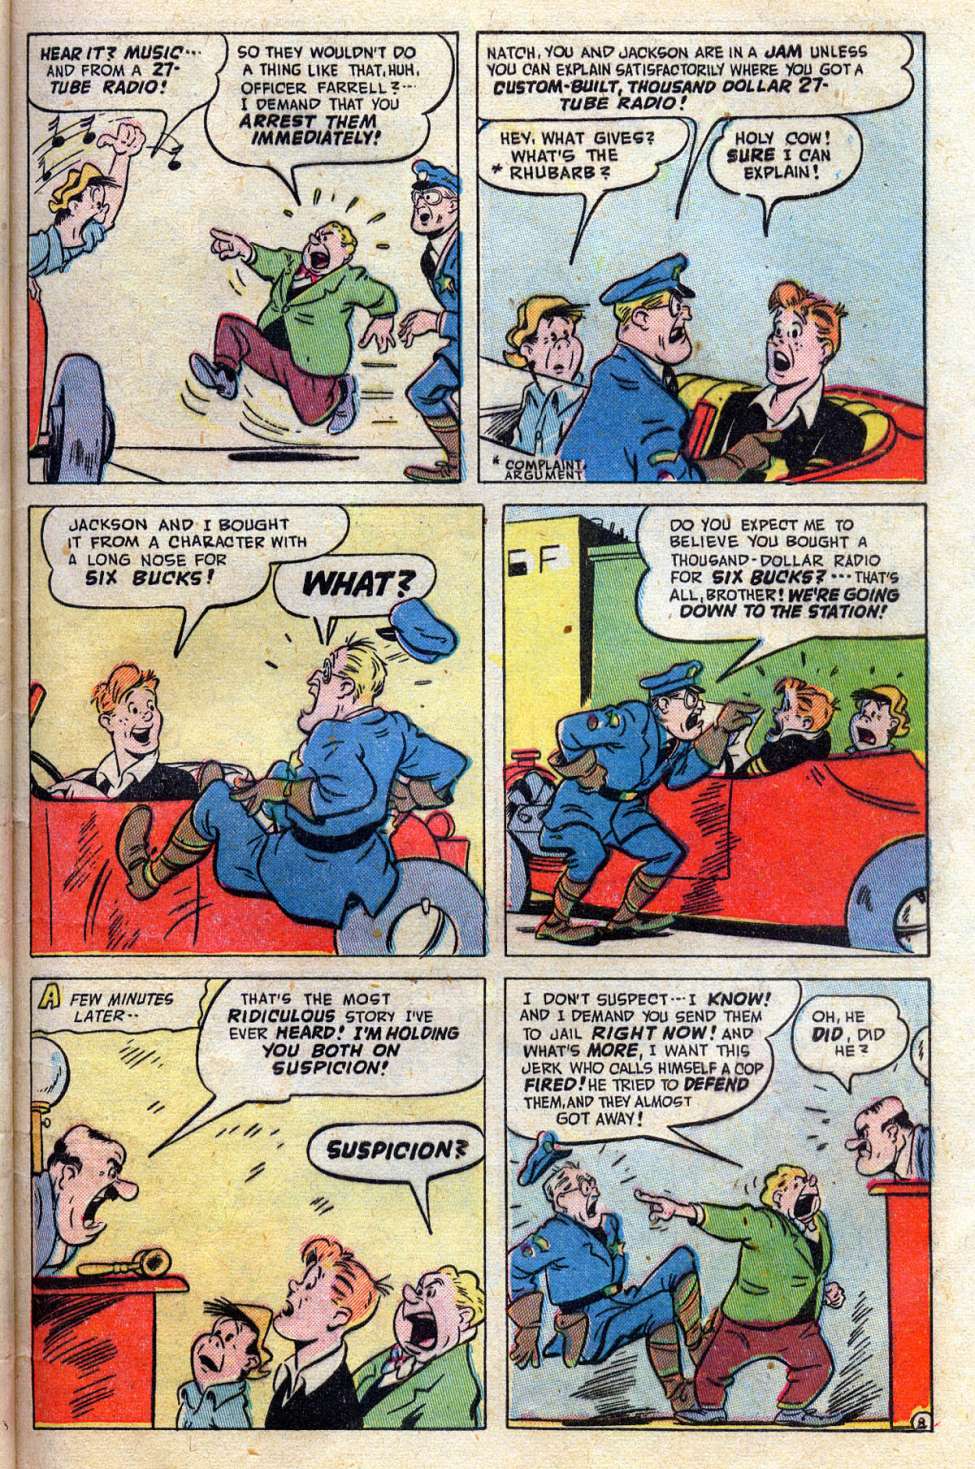 HEAR IT? MUSIC...
AND FROM A 27-
TUBE RADIO!
SO THEY WOULDN'T DO
A THING LIKE THAT, HUH,
OFFICER FARRELL?...
I DEMAND THAT YOU
ARREST THEM
IMMEDIATELY!
NATCH, YOU AND JACKSON ARE IN A JAM UNLESS
YOU CAN EXPLAIN SATISFACTORILY WHERE YOU GOT A
CUSTOM-BUILT, THOUSAND DOLLAR 27-
TUBE RADIO!
HEY, WHAT GIVES?
WHAT'S THE
* RHUBARB?
HOLY COW!
SURE I CAN
EXPLAIN!
* COMPLAINT,
ARGUMENT
JACKSON AND I BOUGHT
IT FROM A CHARACTER WITH
A LONG NOSE FOR
SIX BUCKS!
WHAT?
DO YOU EXPECT ME TO
BELIEVE YOU BOUGHT A
THOUSAND-DOLLAR RADIO
FOR SIX BUCKS?... THAT'S
ALL, BROTHER! WE'RE GOING
DOWN TO THE STATION!
A FEW MINUTES
LATER--
THAT'S THE MOST
RIDICULOUS STORY I'VE
EVER HEARD! I'M HOLDING
YOU BOTH ON
SUSPICION!
SUSPICION?
I DON'T SUSPECT...I KNOW!
AND I DEMAND YOU SEND THEM
TO JAIL RIGHT NOW! AND
WHAT'S MORE, I WANT THIS
JERK WHO CALLS HIMSELF A COP
FIRED! HE TRIED TO DEFEND
THEM, AND THEY ALMOST
GOT AWAY!
OH, HE
DID, DID
HE?
8